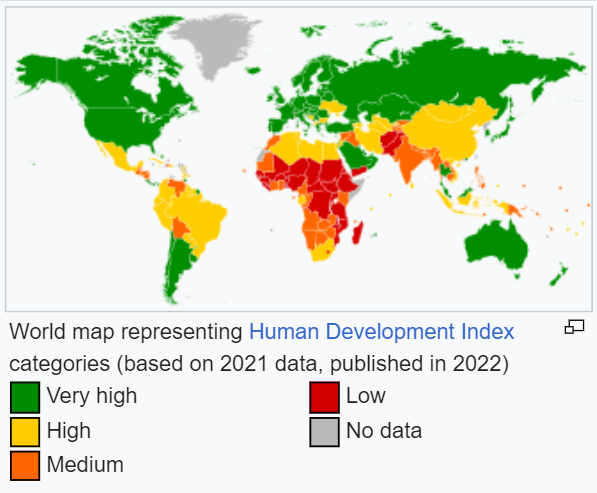 World map representing Human Development Index
categories (based on 2021 data, published in 2022)
Very high
High
Medium
Low
No data